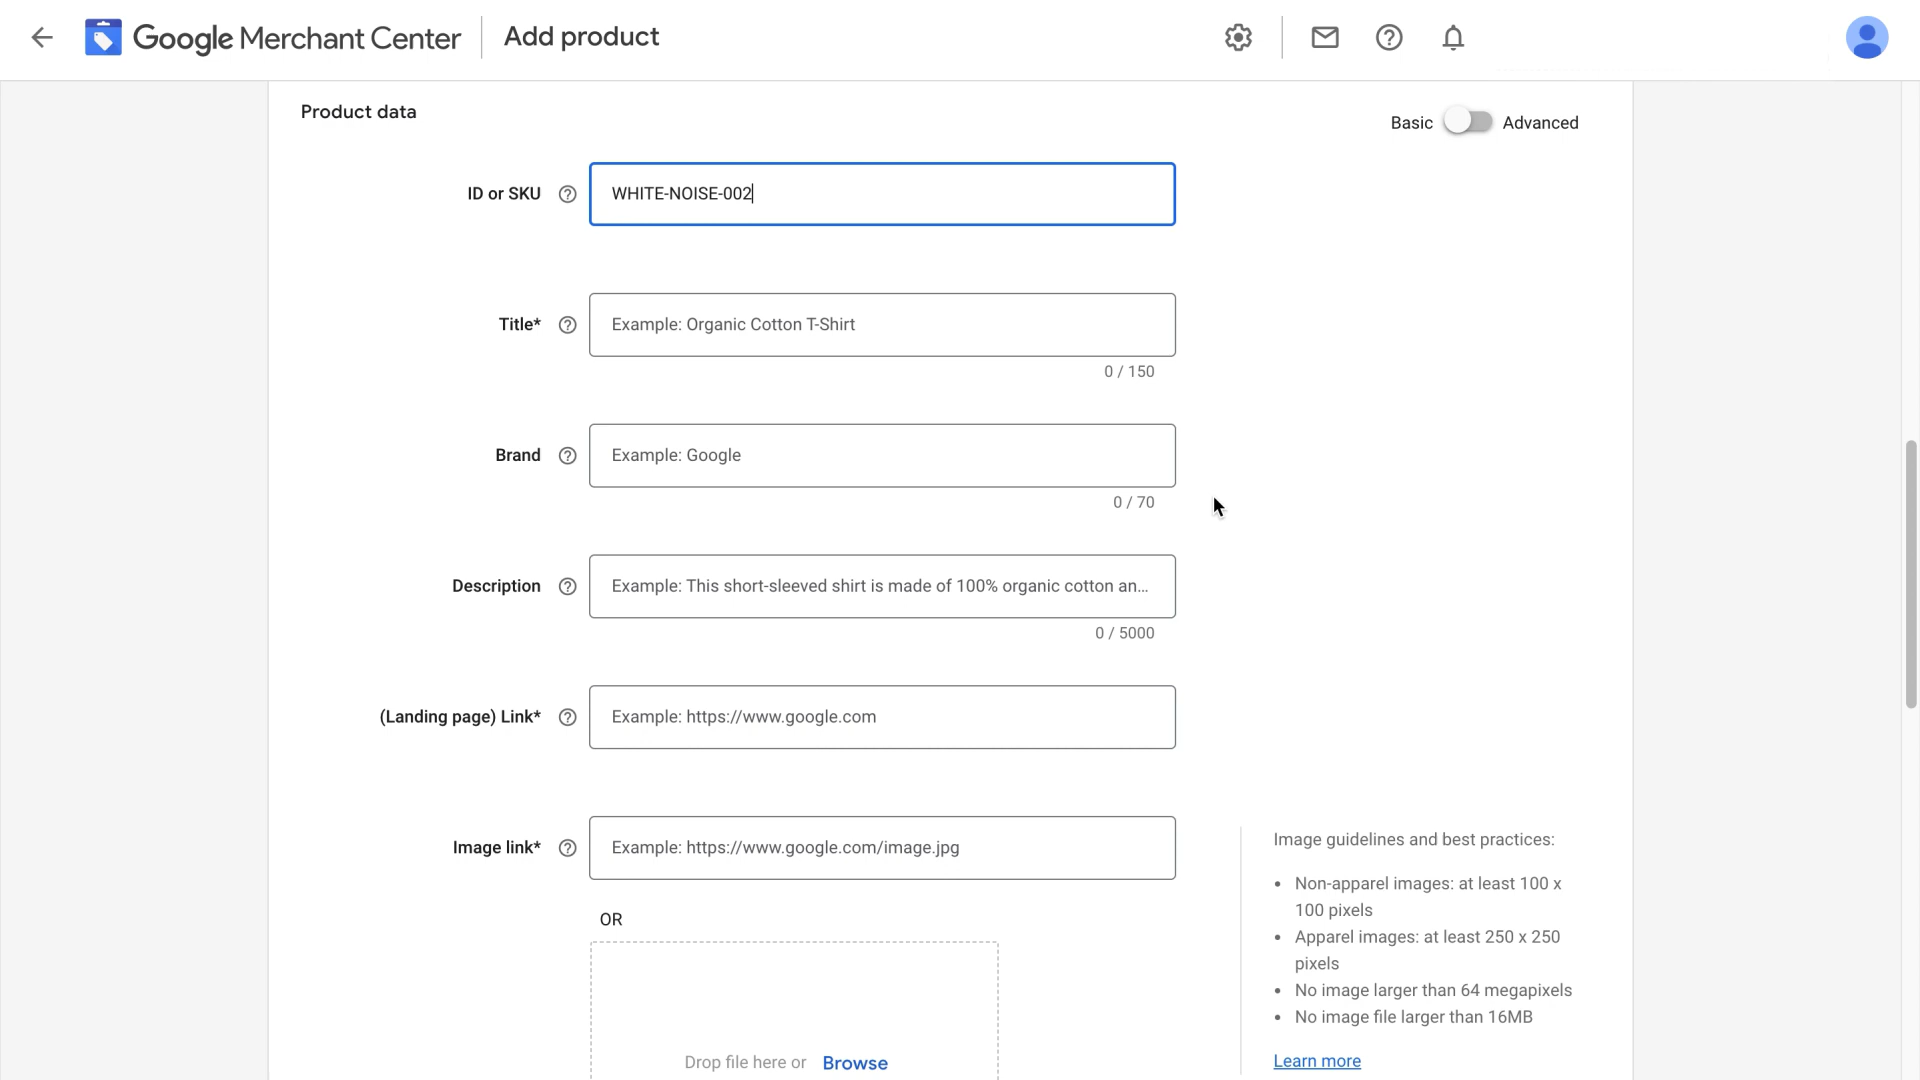 Google Merchant Center
Add product
Product data
Basic
Advanced
ID or SKU
WHITE-NOISE-002
Title*
Example: Organic Cotton T-Shirt
0 / 150
Brand
Example: Google
0 / 70
Description
Example: This short-sleeved shirt is made of 100% organic cotton an...
0 / 5000
(Landing page) Link*
Example: https://www.google.com
Image link*
Example: https://www.google.com/image.jpg
OR
Drop file here or Browse
Image guidelines and best practices:
• Non-apparel images: at least 100 x
100 pixels
• Apparel images: at least 250 x 250
pixels
• No image larger than 64 megapixels
• No image file larger than 16MB
Learn more